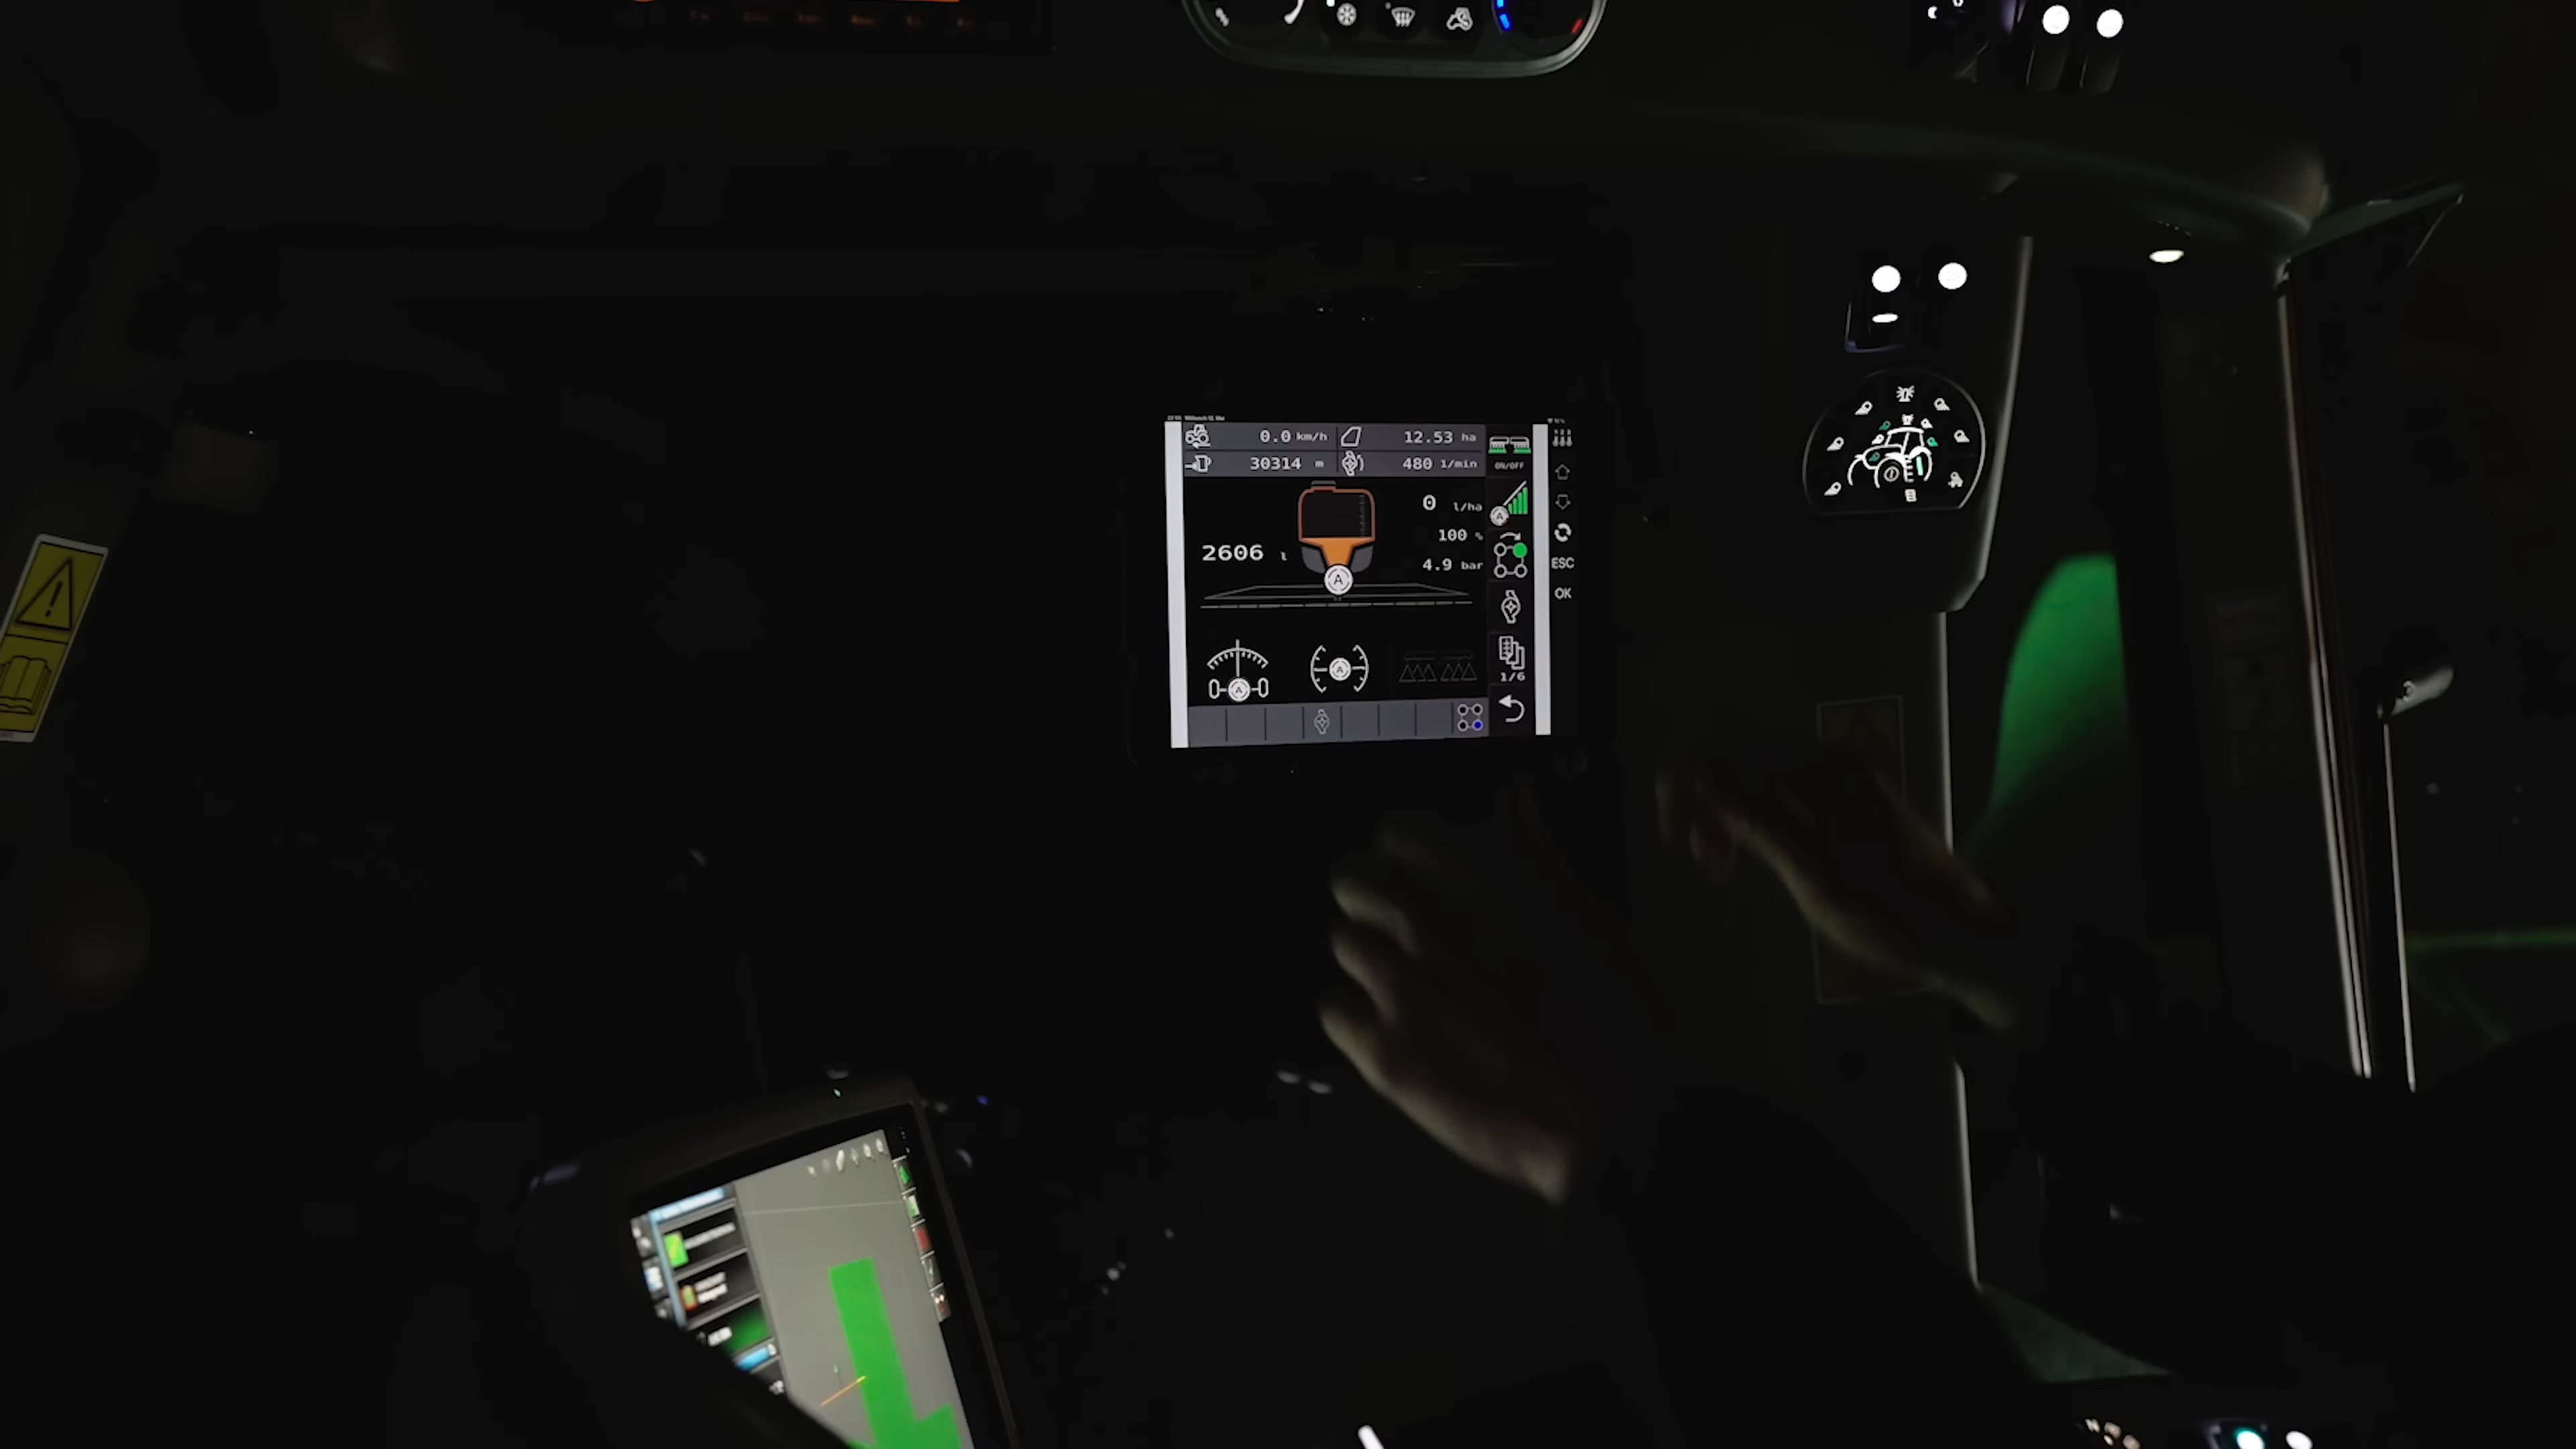 0.0 km/h 12.53 ha
30314 m 480 l/min
ON/OFF
0 l/ha
100 %
2606 l
4.9 bar
A
A
A
A
1/6
ESC
OK